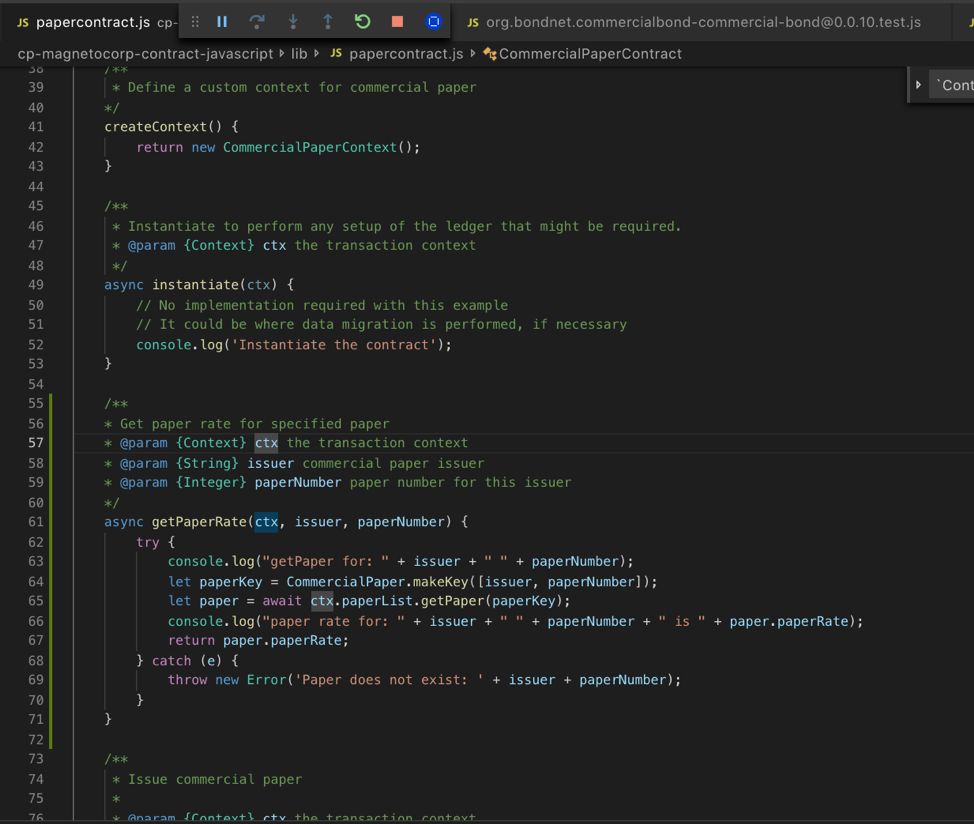 JS papercontract.js cp-
JS org.bondnet.commercialbond-commercial-bond@0.0.10.test.js
cp-magnetocorp-contract-javascript › lib › JS papercontract.js › CommercialPaperContract
`Cont
38 /**
39 * Define a custom context for commercial paper
40 */
41 createContext() {
42 return new CommercialPaperContext();
43 }
44
45 /**
46 * Instantiate to perform any setup of the ledger that might be required.
47 * @param {Context} ctx the transaction context
48 */
49 async instantiate(ctx) {
50 // No implementation required with this example
51 // It could be where data migration is performed, if necessary
52 console.log('Instantiate the contract');
53 }
54
55 /**
56 * Get paper rate for specified paper
57 * @param {Context} ctx the transaction context
58 * @param {String} issuer commercial paper issuer
59 * @param {Integer} paperNumber paper number for this issuer
60 */
61 async getPaperRate(ctx, issuer, paperNumber) {
62 try {
63 console.log("getPaper for: " + issuer + " " + paperNumber);
64 let paperKey = CommercialPaper.makeKey([issuer, paperNumber]);
65 let paper = await ctx.paperList.getPaper(paperKey);
66 console.log("paper rate for: " + issuer + " " + paperNumber + " is " + paper.paperRate);
67 return paper.paperRate;
68 } catch (e) {
69 throw new Error('Paper does not exist: ' + issuer + paperNumber);
70 }
71 }
72
73 /**
74 * Issue commercial paper
75 *
76 * @param {Context} ctx the transaction context